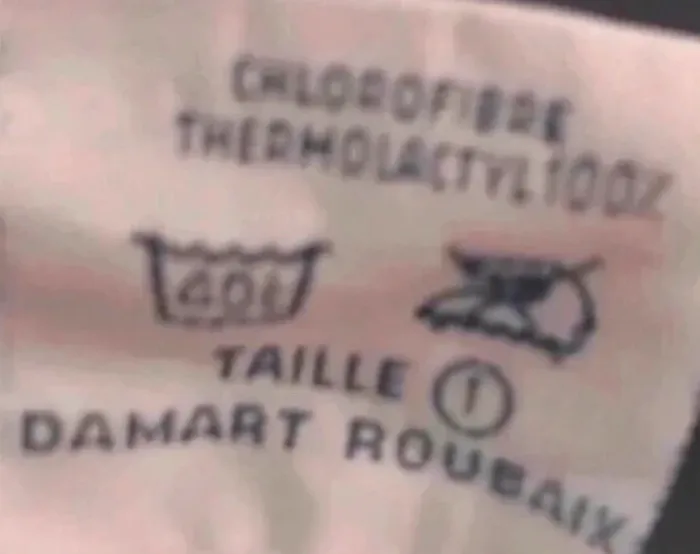 CHLOROFIBRE
THERMOLACTYL 100%
40°
TAILLE 1
DAMART ROUBAIX